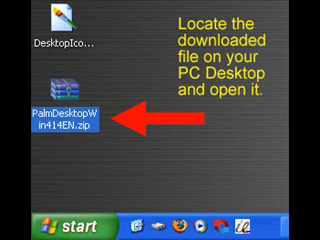 DesktopIco...
Locate the
downloaded
file on your
PC Desktop
and open it.
PalmDesktopW
in414EN.zip
start